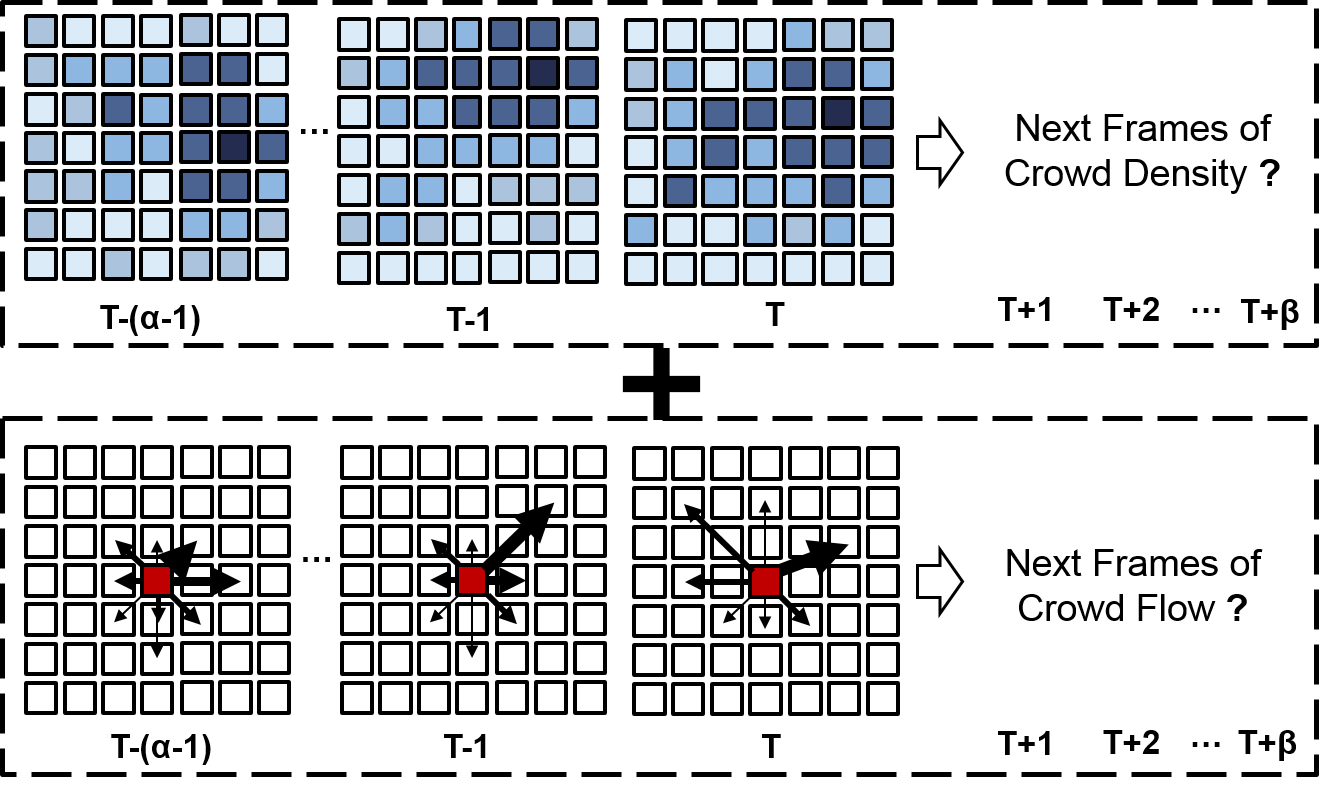 ...
Next Frames of
Crowd Density ?
T-(α-1)
T-1
T
T+1 T+2 ... T+β
+
...
Next Frames of
Crowd Flow ?
T-(α-1)
T-1
T
T+1 T+2 ... T+β